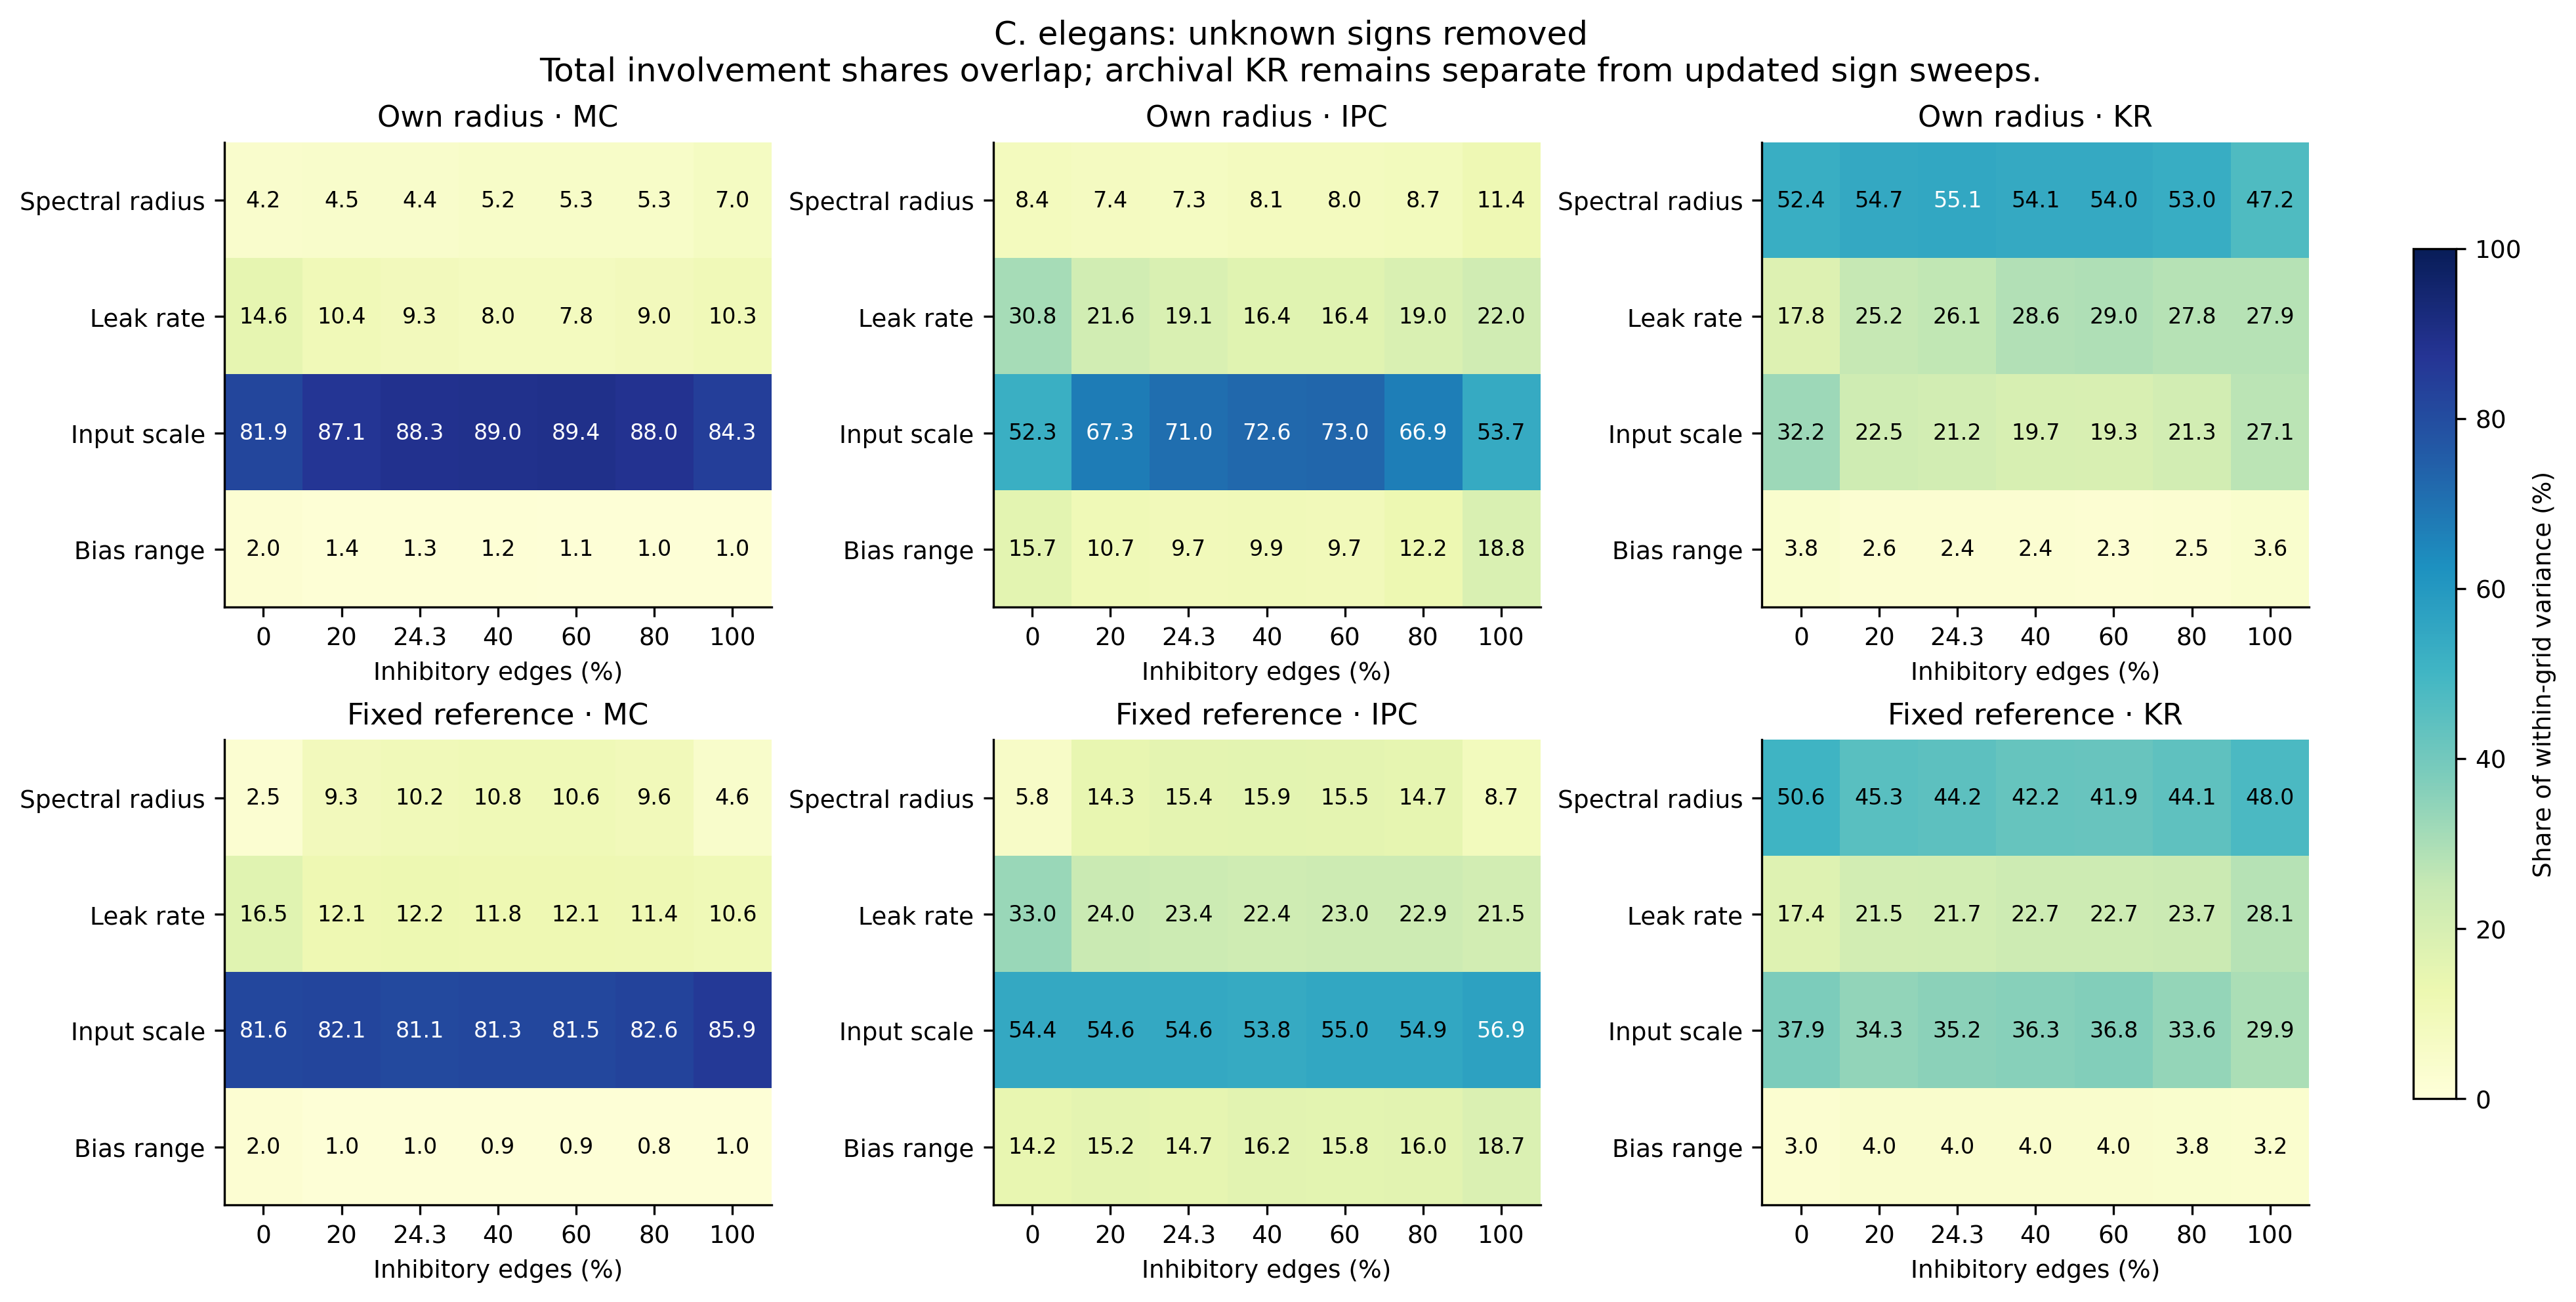 C. elegans: unknown signs removed
Total involvement shares overlap; archival KR remains separate from updated sign sweeps.
Own radius · MC
Spectral radius 4.2 4.5 4.4 5.2 5.3 5.3 7.0
Leak rate 14.6 10.4 9.3 8.0 7.8 9.0 10.3
Input scale 81.9 87.1 88.3 89.0 89.4 88.0 84.3
Bias range 2.0 1.4 1.3 1.2 1.1 1.0 1.0
0 20 24.3 40 60 80 100
Inhibitory edges (%)
Own radius · IPC
Spectral radius 8.4 7.4 7.3 8.1 8.0 8.7 11.4
Leak rate 30.8 21.6 19.1 16.4 16.4 19.0 22.0
Input scale 52.3 67.3 71.0 72.6 73.0 66.9 53.7
Bias range 15.7 10.7 9.7 9.9 9.7 12.2 18.8
0 20 24.3 40 60 80 100
Inhibitory edges (%)
Own radius · KR
Spectral radius 52.4 54.7 55.1 54.1 54.0 53.0 47.2
Leak rate 17.8 25.2 26.1 28.6 29.0 27.8 27.9
Input scale 32.2 22.5 21.2 19.7 19.3 21.3 27.1
Bias range 3.8 2.6 2.4 2.4 2.3 2.5 3.6
0 20 24.3 40 60 80 100
Inhibitory edges (%)
Fixed reference · MC
Spectral radius 2.5 9.3 10.2 10.8 10.6 9.6 4.6
Leak rate 16.5 12.1 12.2 11.8 12.1 11.4 10.6
Input scale 81.6 82.1 81.1 81.3 81.5 82.6 85.9
Bias range 2.0 1.0 1.0 0.9 0.9 0.8 1.0
0 20 24.3 40 60 80 100
Inhibitory edges (%)
Fixed reference · IPC
Spectral radius 5.8 14.3 15.4 15.9 15.5 14.7 8.7
Leak rate 33.0 24.0 23.4 22.4 23.0 22.9 21.5
Input scale 54.4 54.6 54.6 53.8 55.0 54.9 56.9
Bias range 14.2 15.2 14.7 16.2 15.8 16.0 18.7
0 20 24.3 40 60 80 100
Inhibitory edges (%)
Fixed reference · KR
Spectral radius 50.6 45.3 44.2 42.2 41.9 44.1 48.0
Leak rate 17.4 21.5 21.7 22.7 22.7 23.7 28.1
Input scale 37.9 34.3 35.2 36.3 36.8 33.6 29.9
Bias range 3.0 4.0 4.0 4.0 4.0 3.8 3.2
0 20 24.3 40 60 80 100
Inhibitory edges (%)
100
80
60
40
20
0
Share of within-grid variance (%)